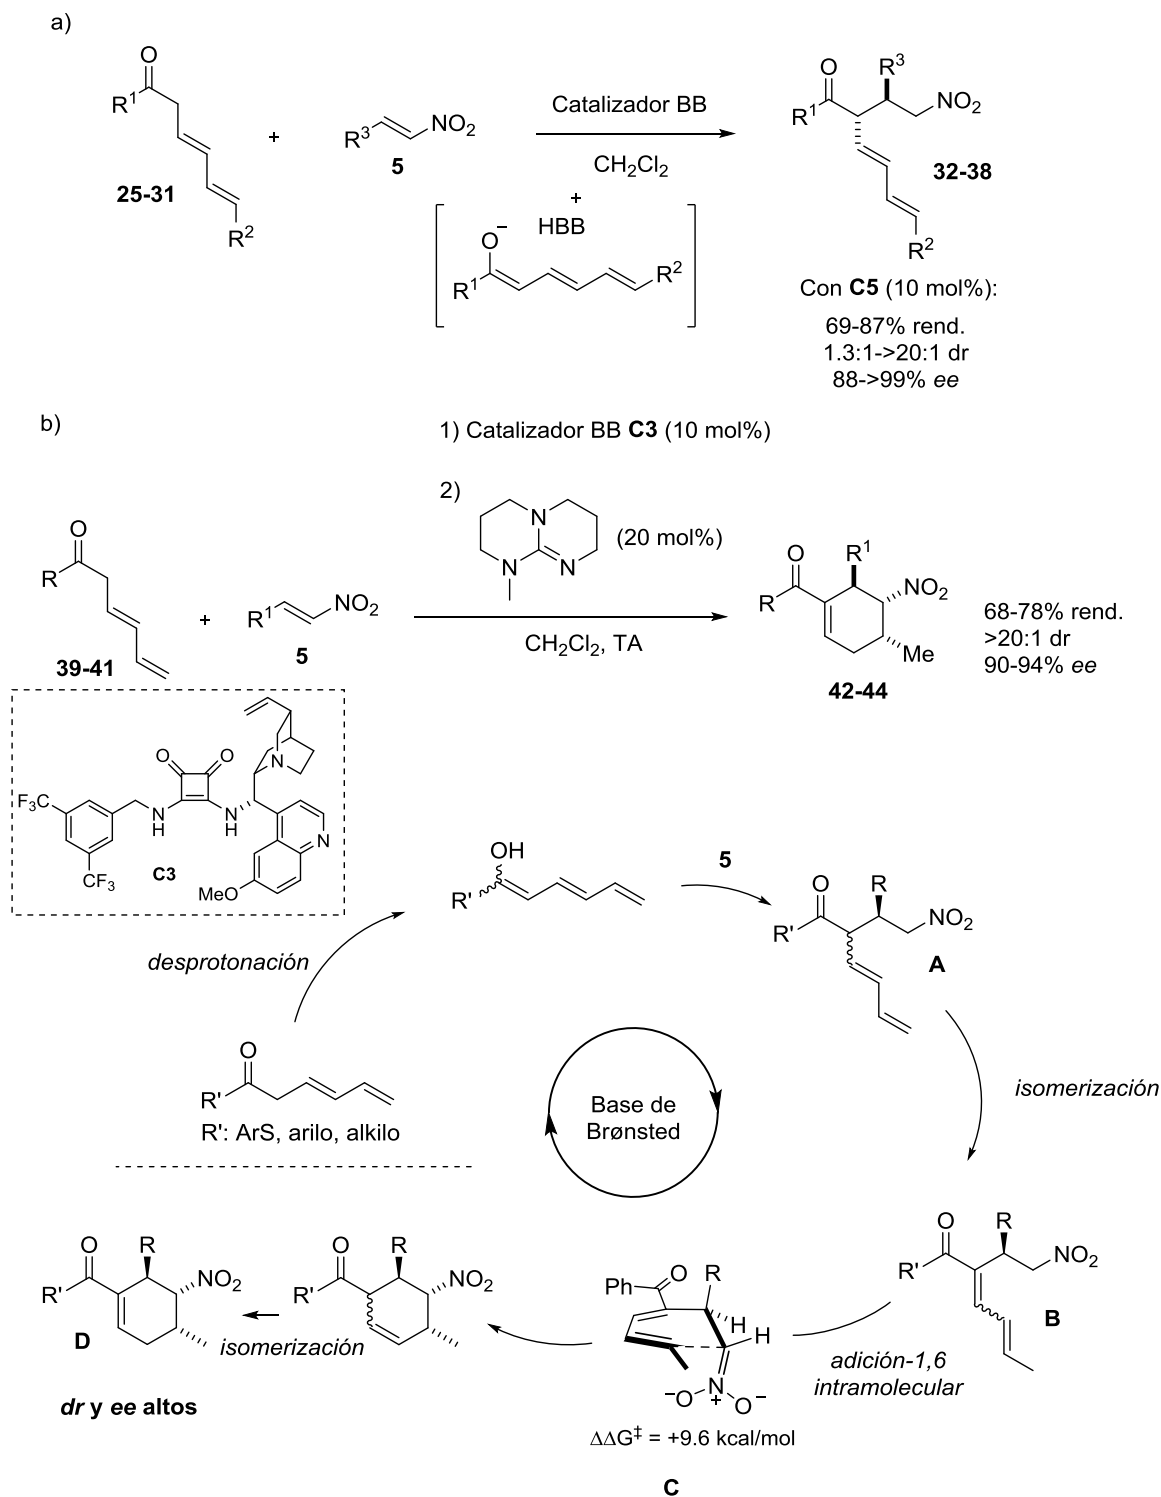 a)
O
R¹
25-31
R²
+
R³
NO₂
5
Catalizador BB
CH₂Cl₂
+
HBB
O⁻
R¹
R²
O
R³
R¹
NO₂
32-38
R²
Con C5 (10 mol%):
69-87% rend.
1.3:1->20:1 dr
88->99% ee
b)
1) Catalizador BB C3 (10 mol%)
2)
N
N
N
(20 mol%)
CH₂Cl₂, TA
O
R
39-41
+
R¹
NO₂
5
O
R¹
R
NO₂
Me
42-44
68-78% rend.
>20:1 dr
90-94% ee
O
O
F₃C
N
H
N
H
N
N
CF₃
MeO
C3
desprotonación
OH
R'
5
O
R
R'
NO₂
A
isomerización
O
R'
R': ArS, arilo, alkilo
Base de
Brønsted
O
R
R'
NO₂
B
adición-1,6
intramolecular
Ph
O
R
H
H
⁻O
N
+
O⁻
ΔΔG‡ = +9.6 kcal/mol
C
O
R
R'
NO₂
isomerización
O
R
R'
NO₂
D
dr y ee altos